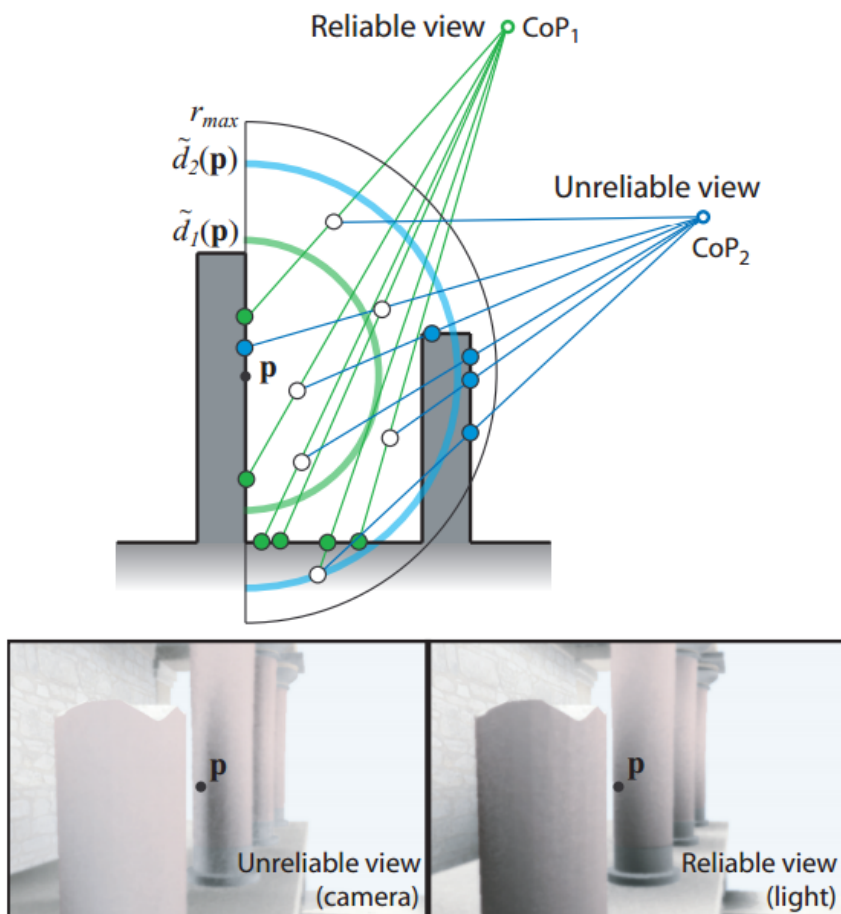 Reliable view
CoP₁
r_max
d̃₂(p)
Unreliable view
d̃₁(p)
CoP₂
p
p
Unreliable view
(camera)
p
Reliable view
(light)